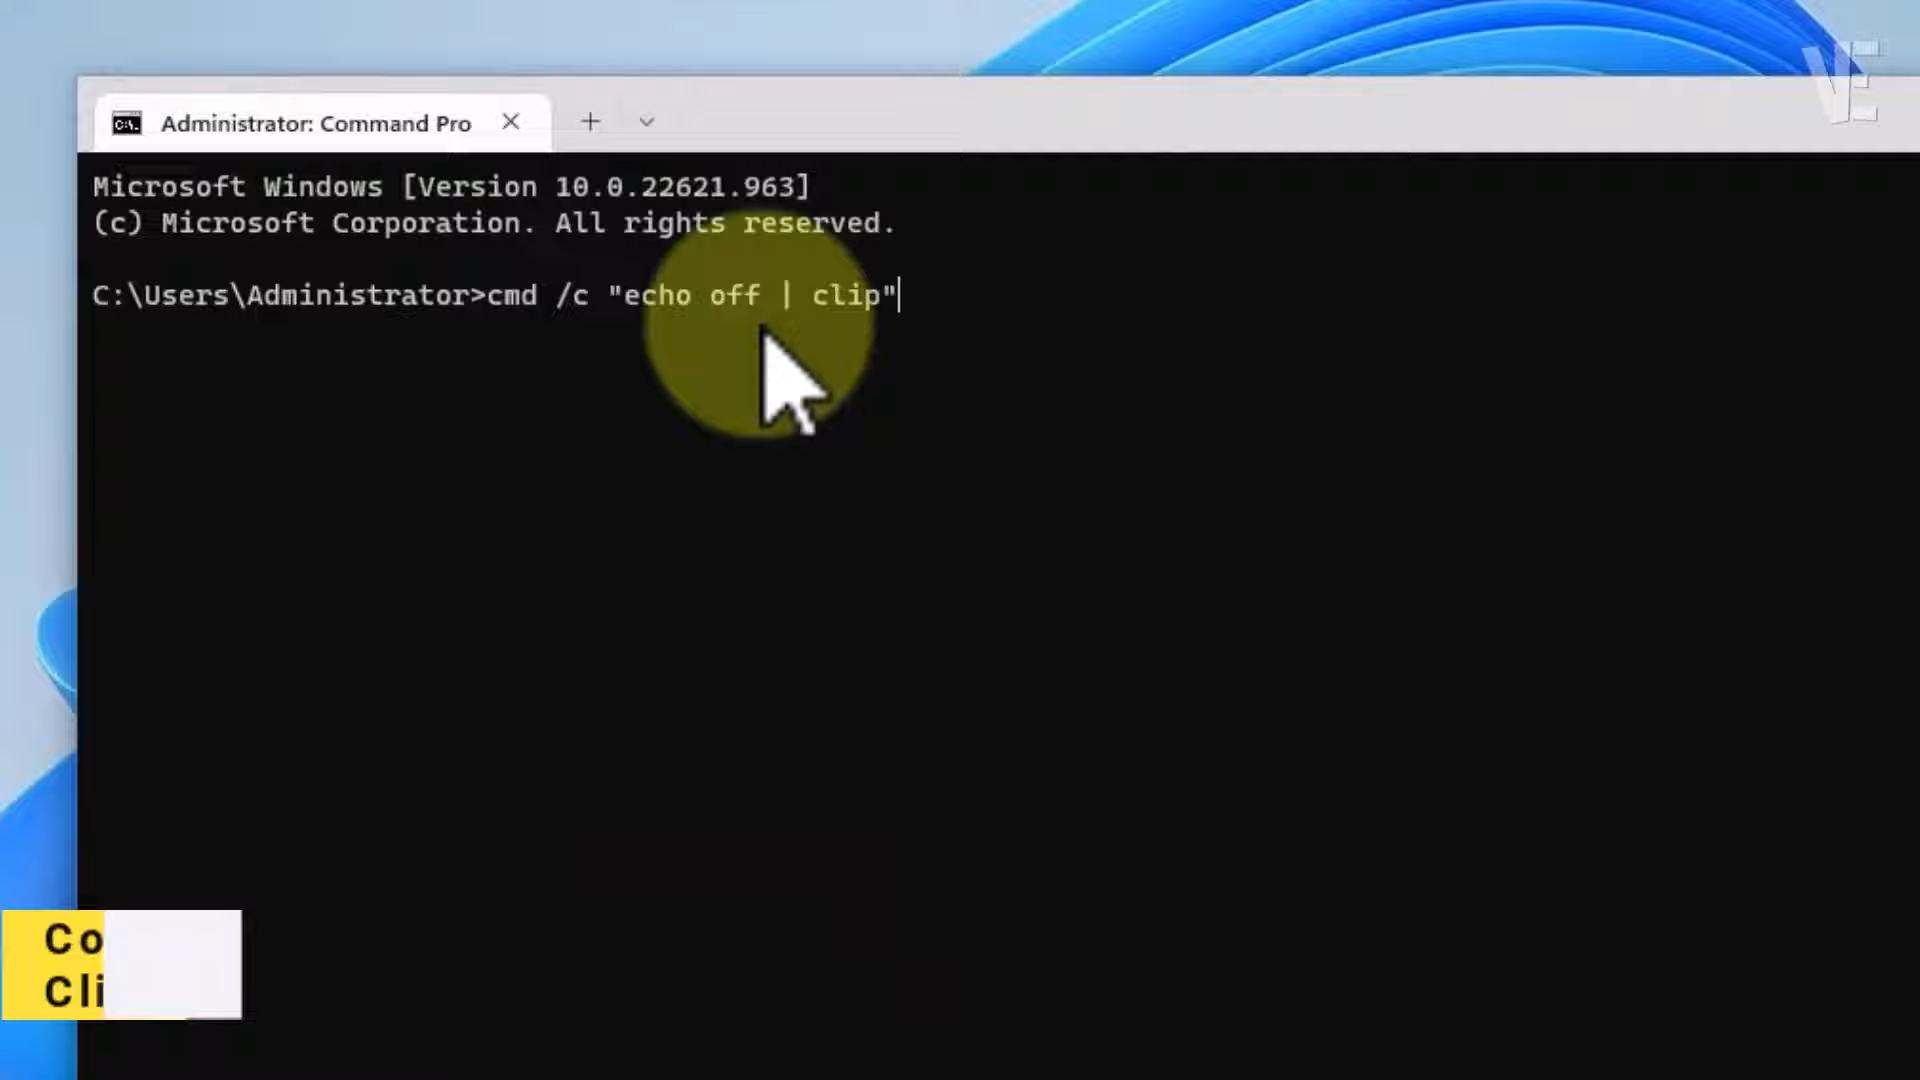 VE
Administrator: Command Pro
Microsoft Windows [Version 10.0.22621.963]
(c) Microsoft Corporation. All rights reserved.
C:\Users\Administrator>cmd /c "echo off | clip"
Co
Cli